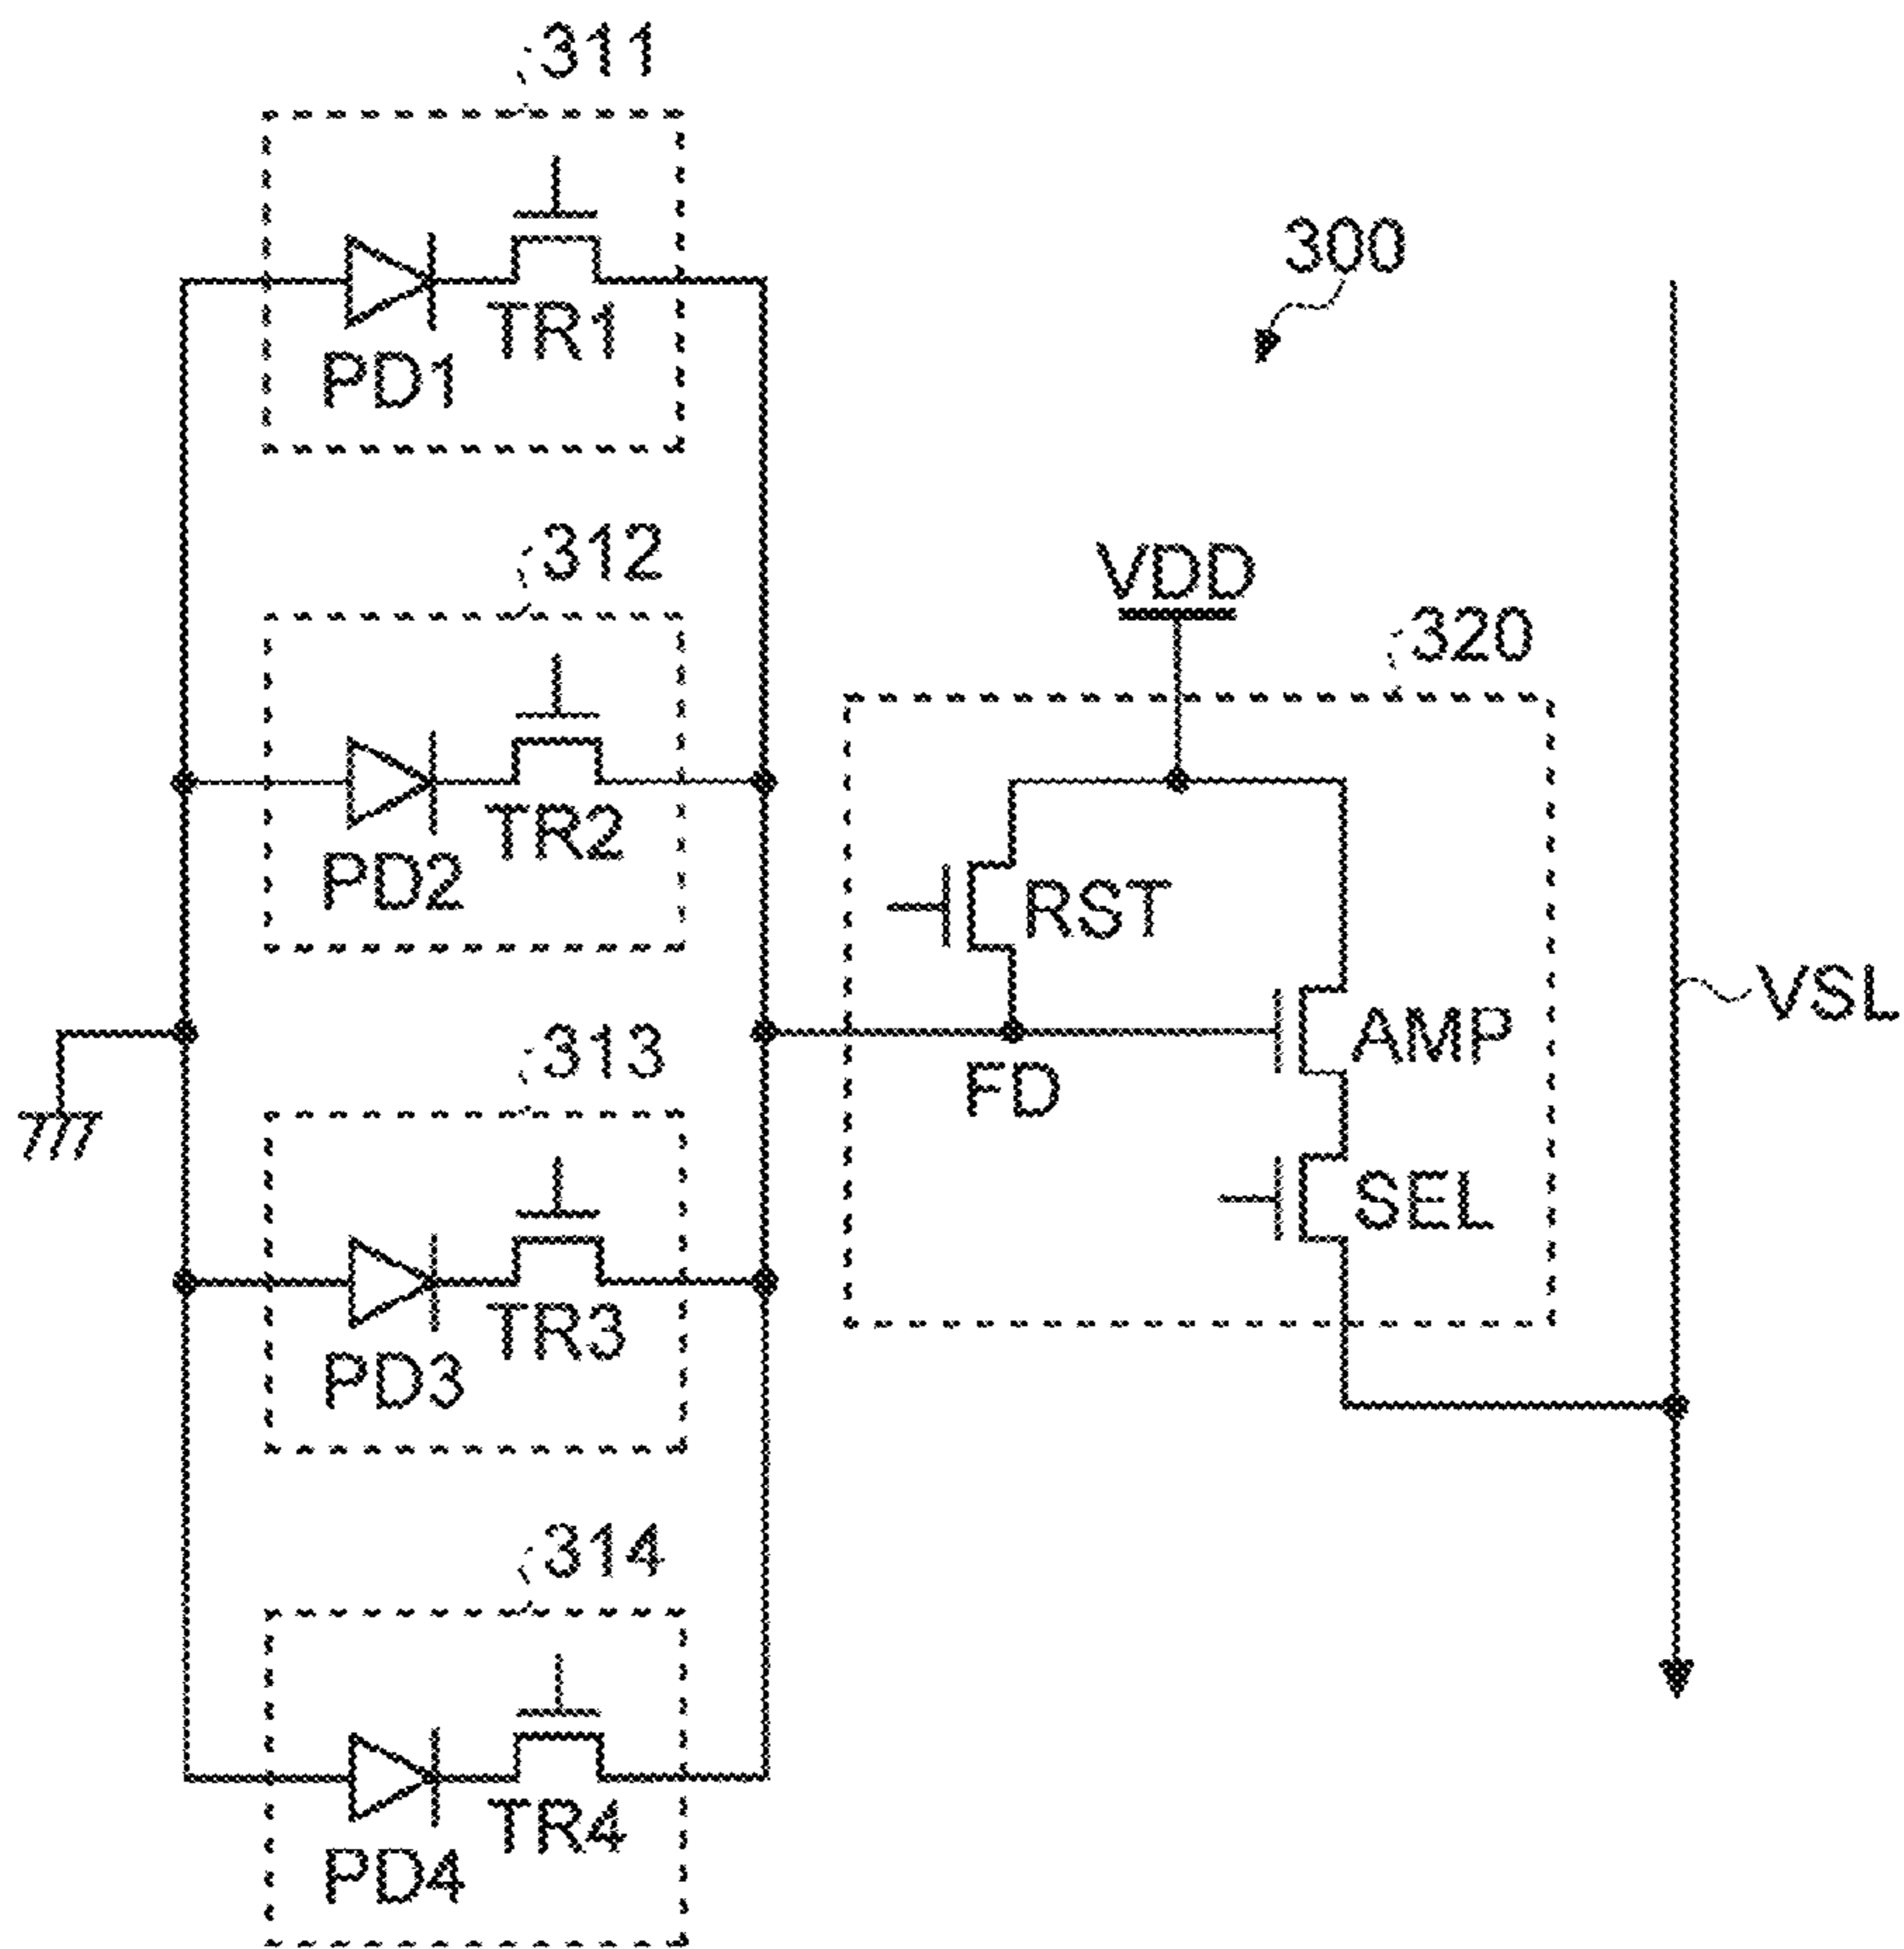 311
TR1
PD1
300
312
TR2
PD2
VDD
320
RST
AMP
VSL
FD
SEL
313
TR3
PD3
314
TR4
PD4